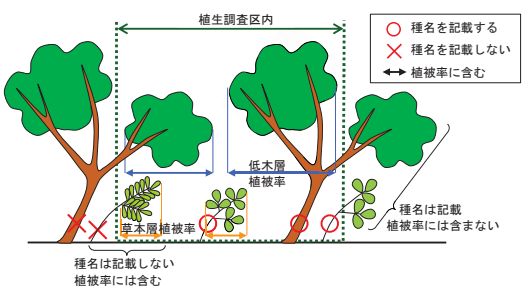 植生調査区内
種名を記載する
種名を記載しない
植被率に含む
低木層
植被率
草本層植被率
種名は記載
植被率には含まない
種名は記載しない
植被率には含む